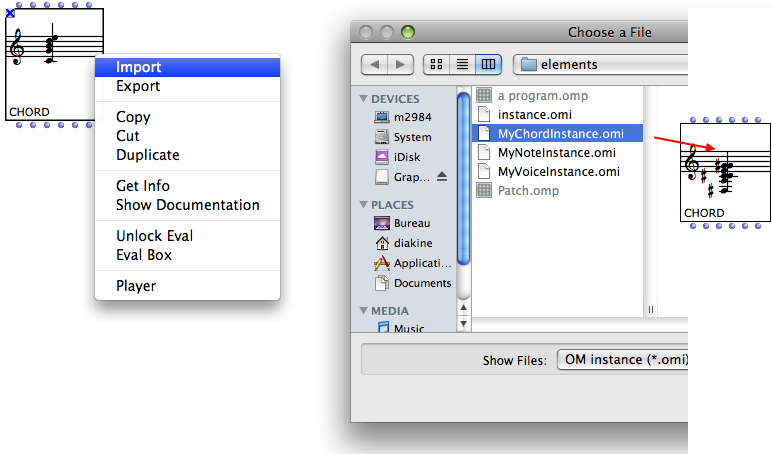 CHORD
Import
Export
Copy
Cut
Duplicate
Get Info
Show Documentation
Unlock Eval
Eval Box
Player
Choose a File
elements
DEVICES
m2984
System
iDisk
Grap...
PLACES
Bureau
diakine
Applicati...
Documents
MEDIA
Music
a program.omp
instance.omi
MyChordInstance.omi
MyNoteInstance.omi
MyVoiceInstance.omi
Patch.omp
Show Files: OM instance (*.omi)
CHORD